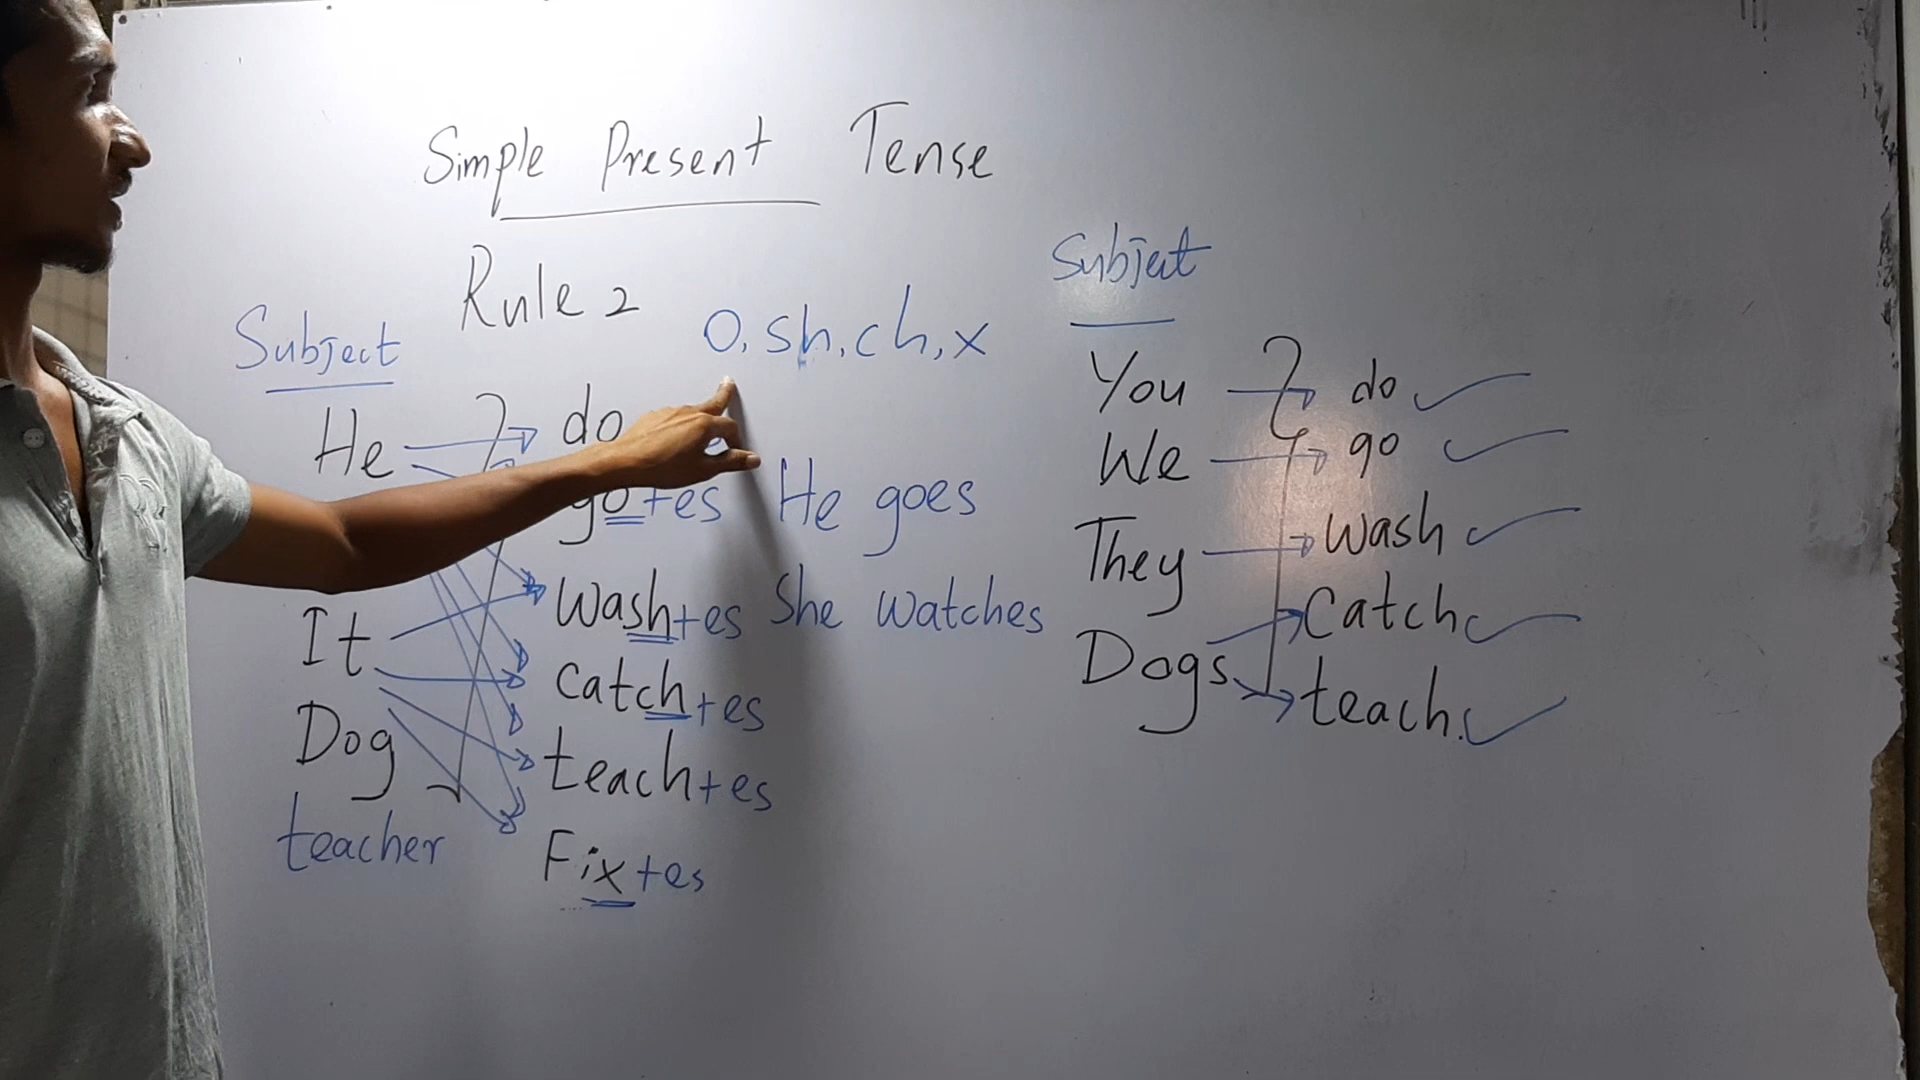 Simple Present Tense
Rule 2
O, sh, ch, x
Subject
He
It
Dog
teacher
do
go+es He goes
Wash+es She watches
catch+es
teach+es
Fix+es
Subject
You do
We go
They wash
Dogs Catch
teach.